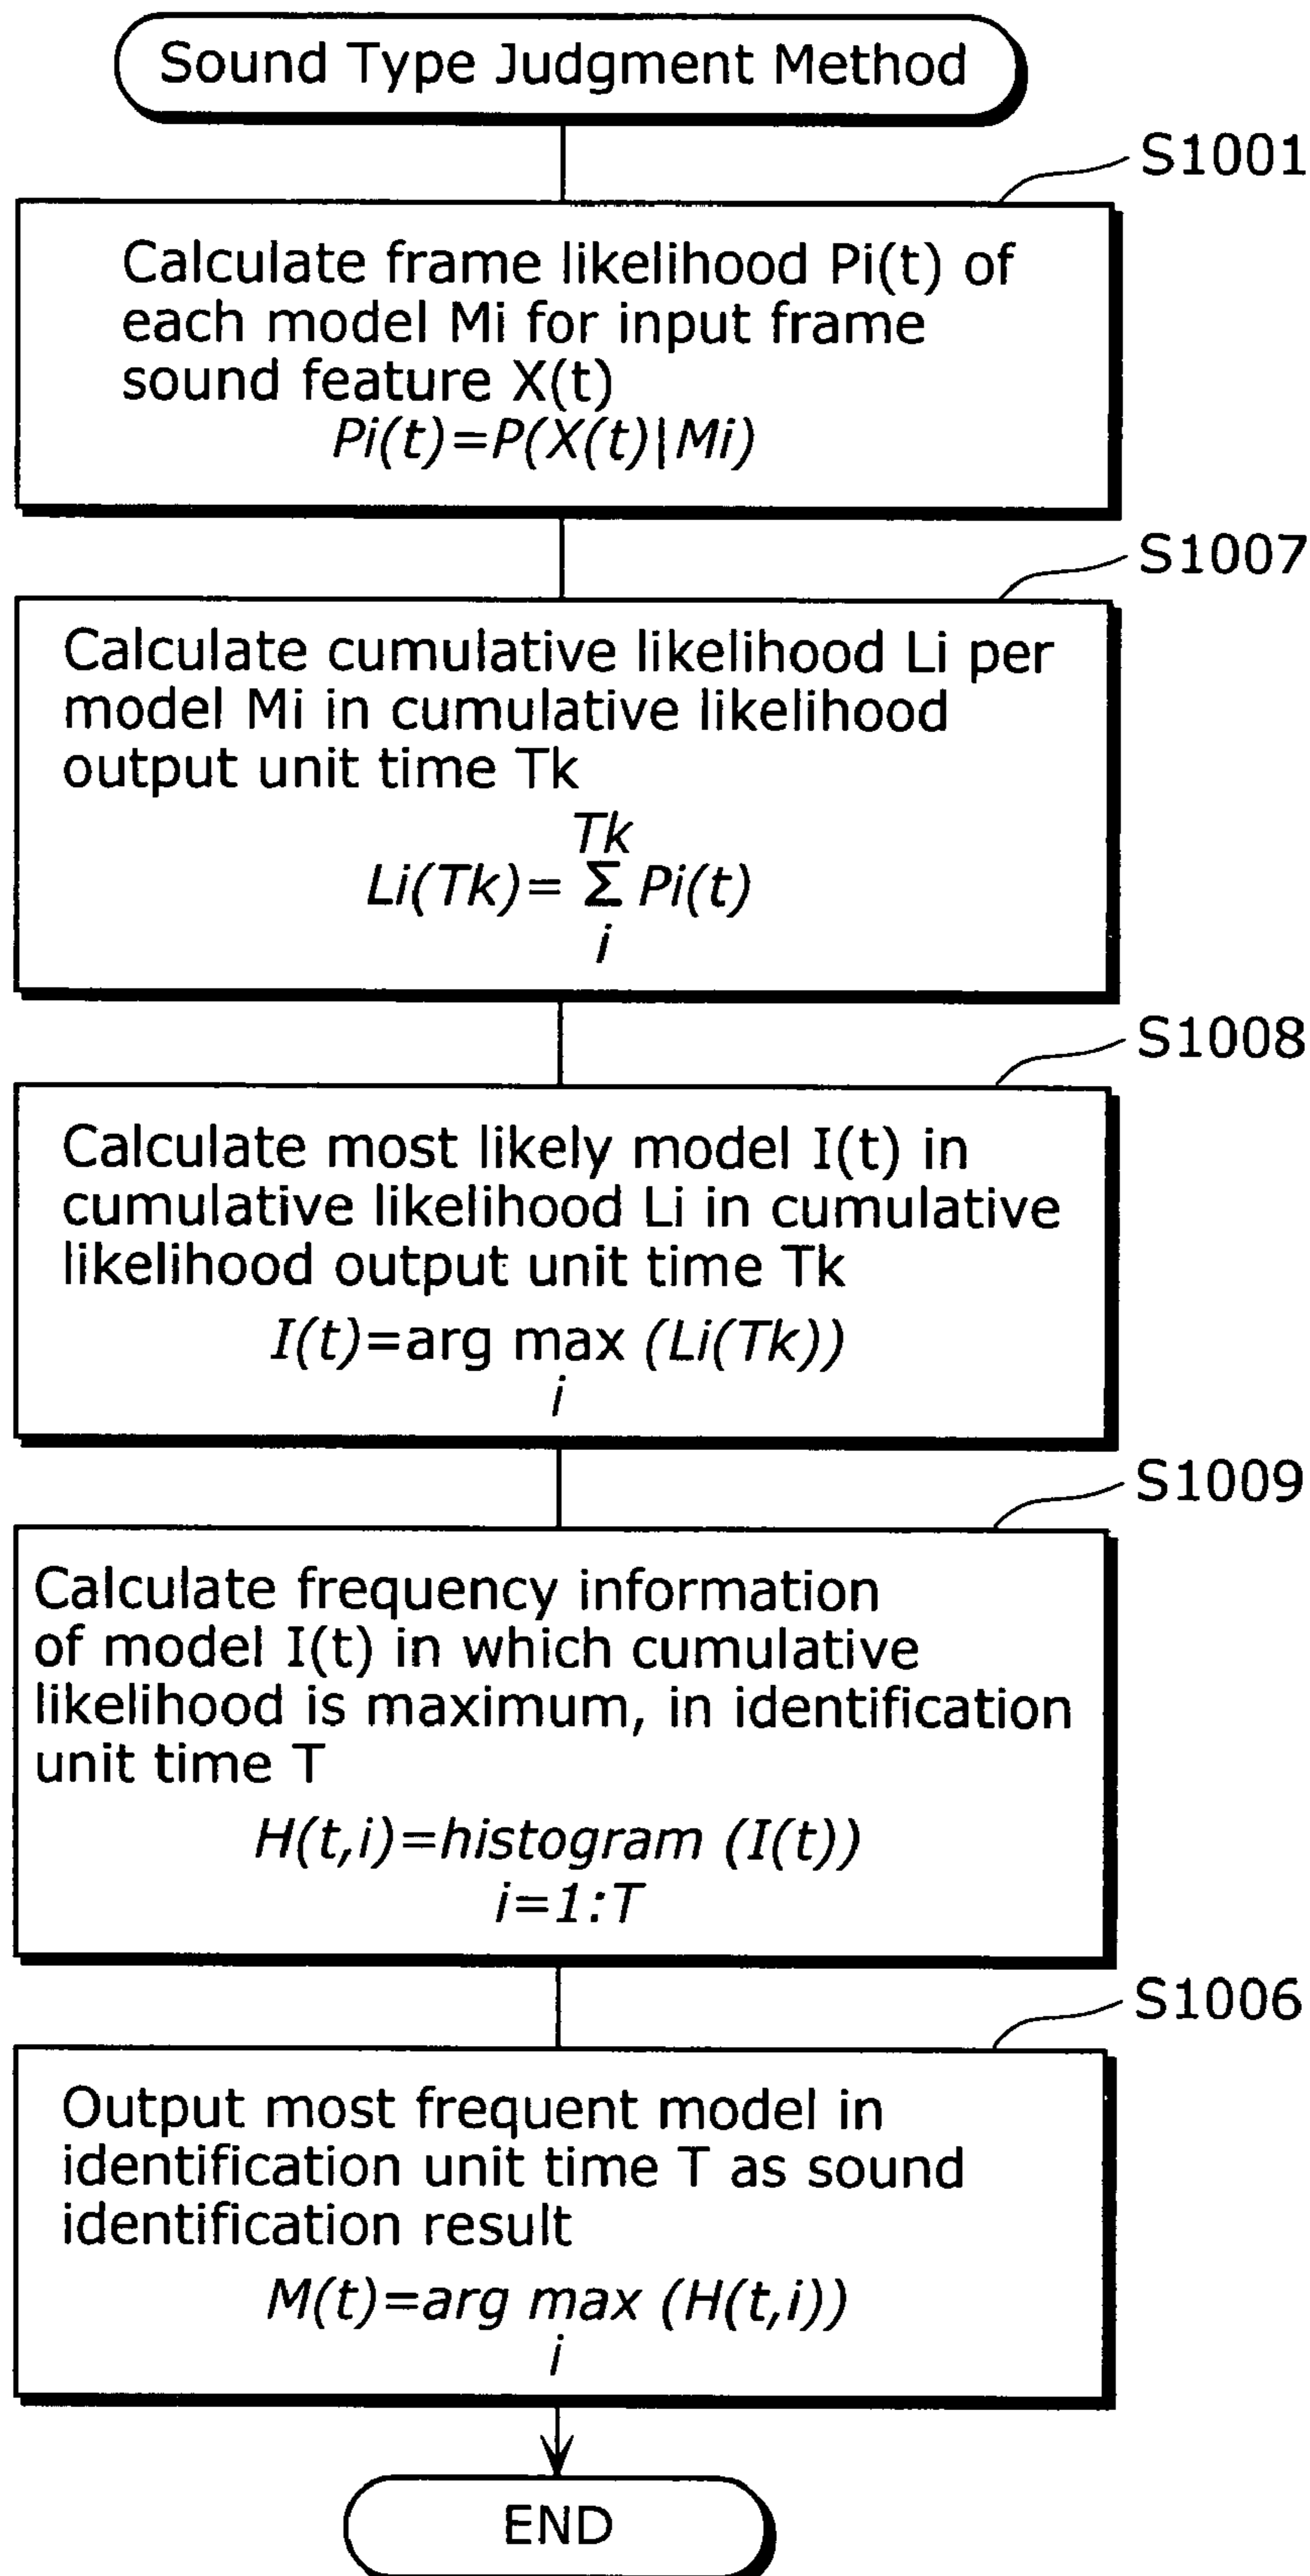 Sound Type Judgment Method
S1001
Calculate frame likelihood Pi(t) of
each model Mi for input frame
sound feature X(t)
Pi(t)=P(X(t)|Mi)
S1007
Calculate cumulative likelihood Li per
model Mi in cumulative likelihood
output unit time Tk
Tk
Li(Tk)= Σ Pi(t)
i
S1008
Calculate most likely model I(t) in
cumulative likelihood Li in cumulative
likelihood output unit time Tk
I(t)=arg max (Li(Tk))
i
S1009
Calculate frequency information
of model I(t) in which cumulative
likelihood is maximum, in identification
unit time T
H(t,i)=histogram (I(t))
i=1:T
S1006
Output most frequent model in
identification unit time T as sound
identification result
M(t)=arg max (H(t,i))
i
END